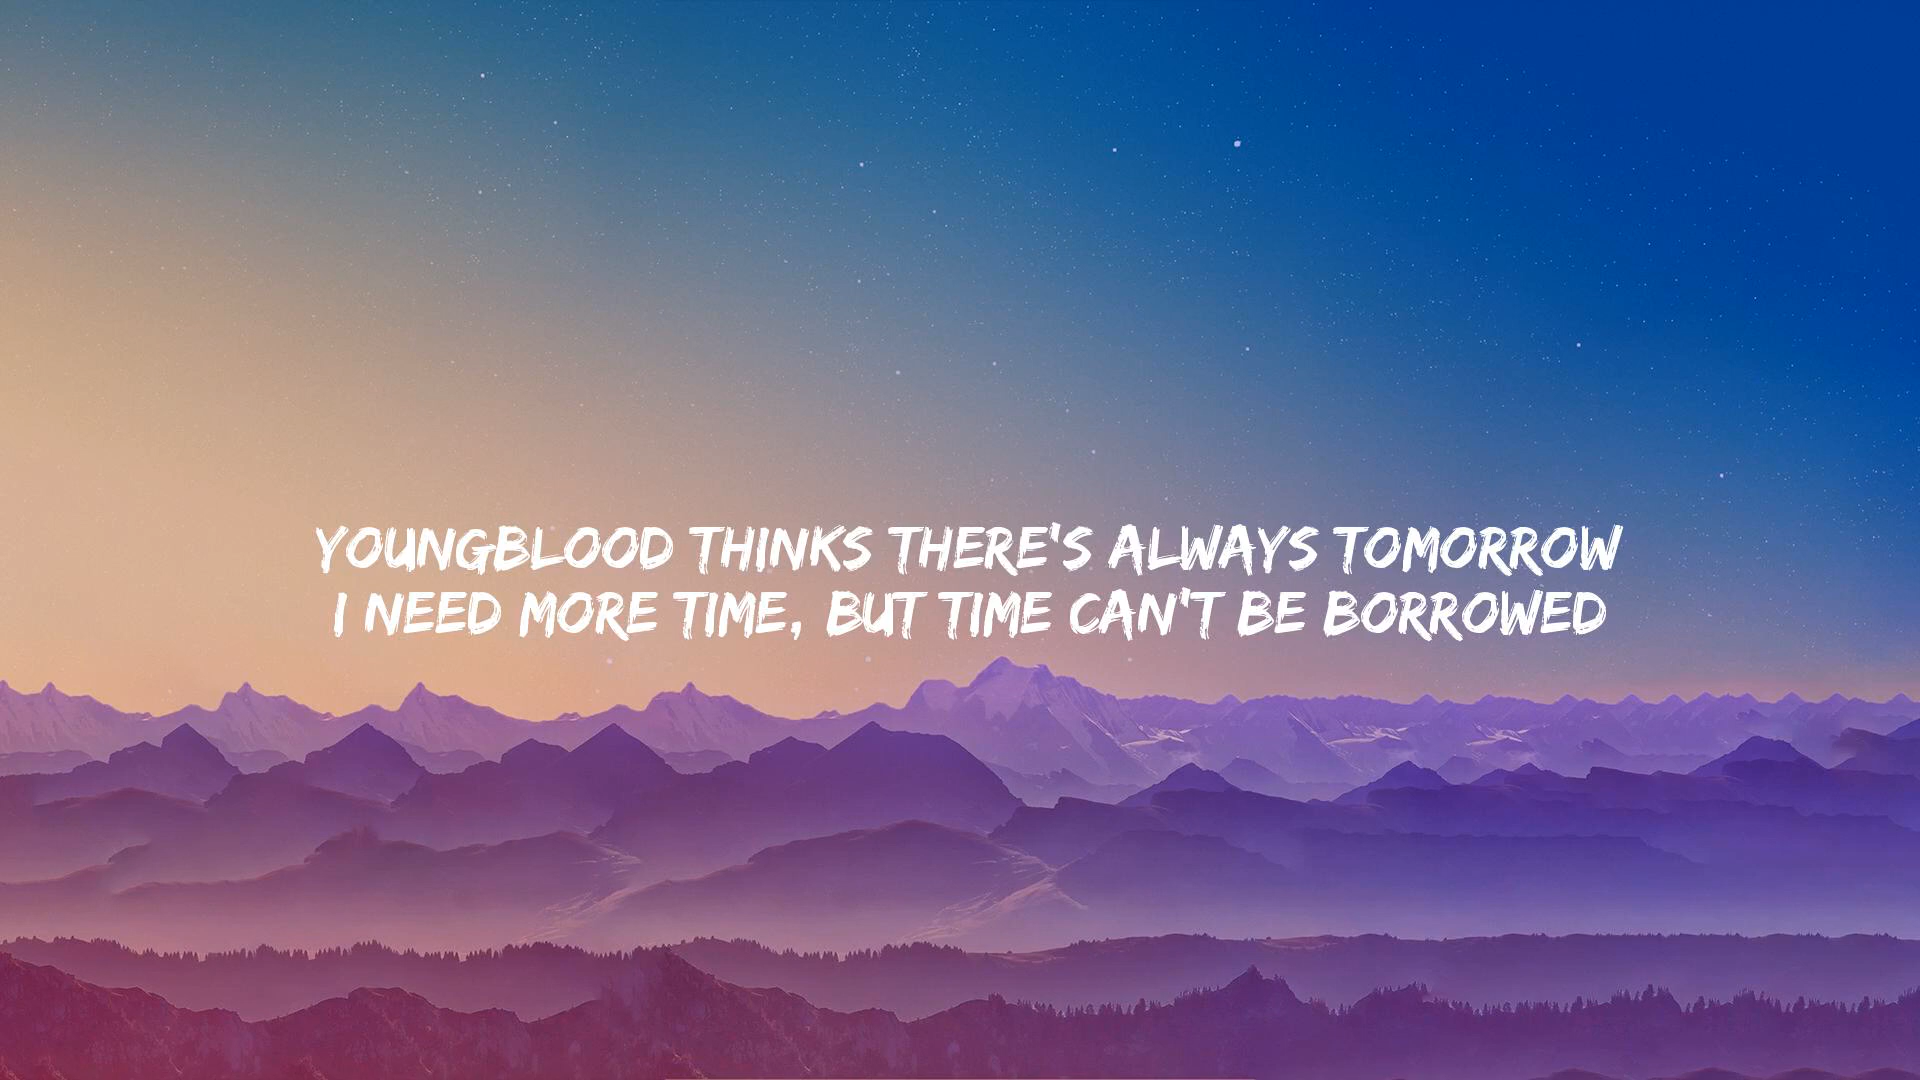 YOUNGBLOOD THINKS THERE'S ALWAYS TOMORROW
I NEED MORE TIME, BUT TIME CAN'T BE BORROWED